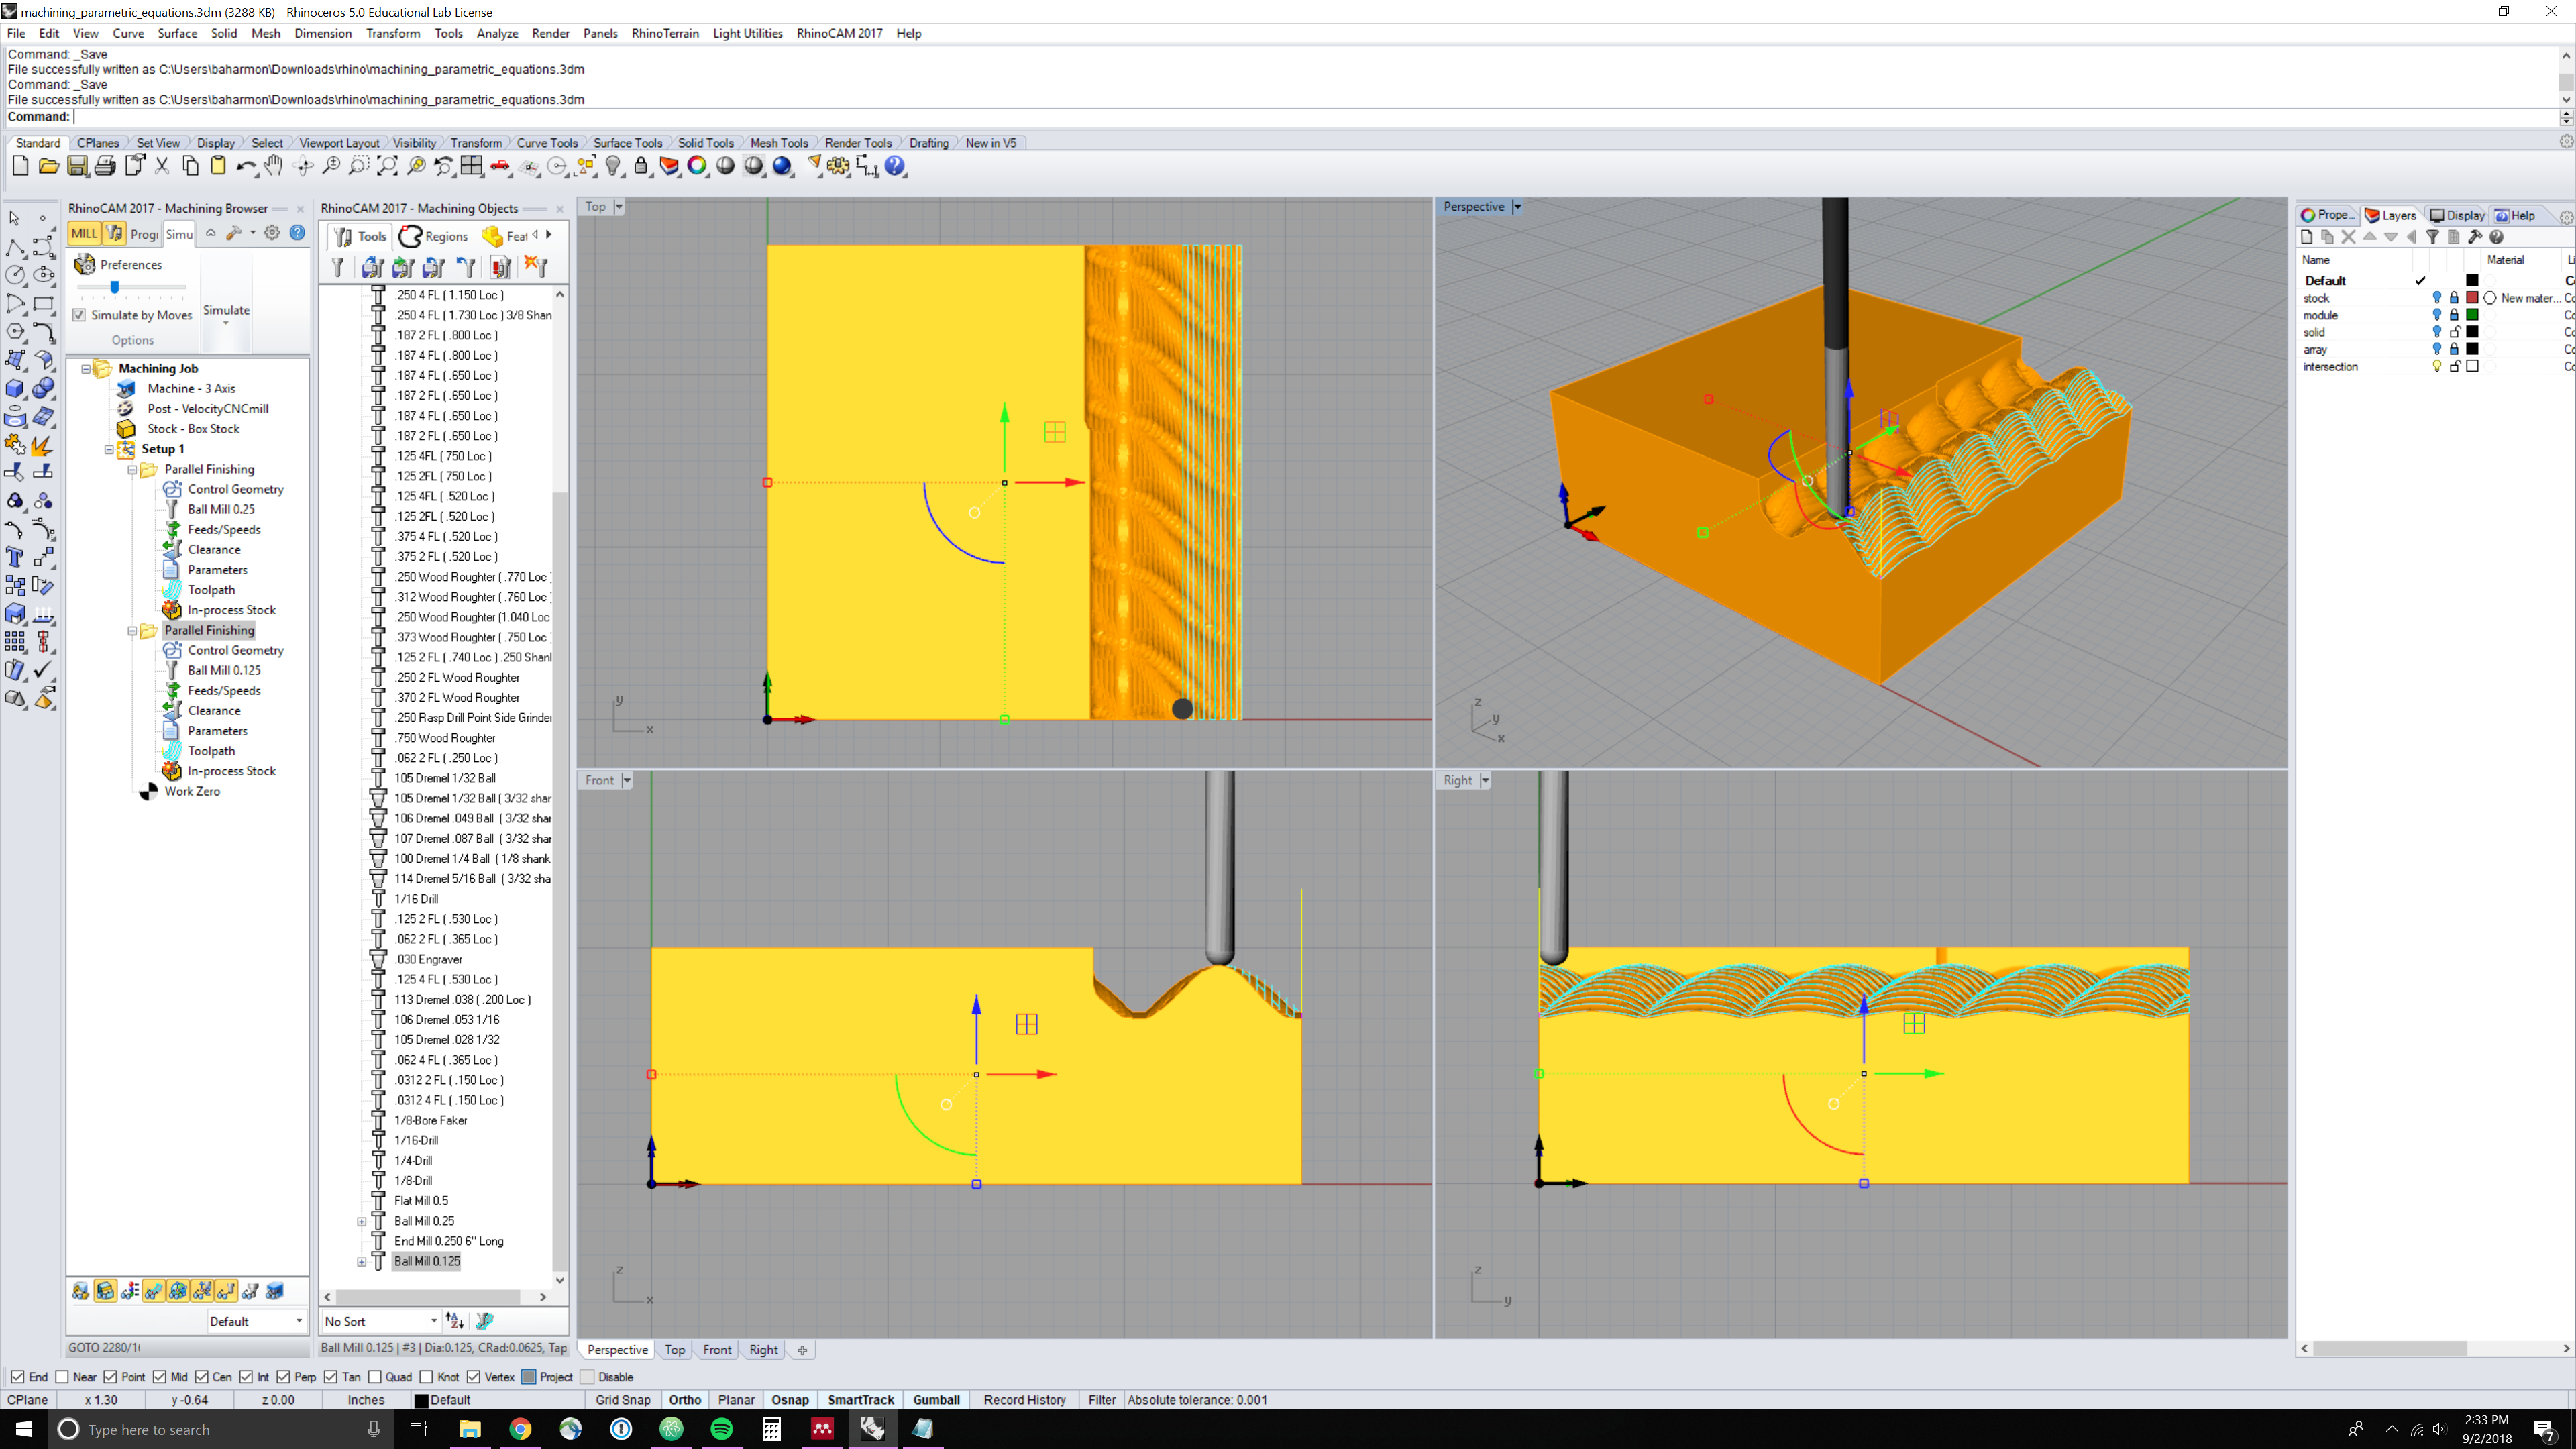 machining_parametric_equations.3dm (3288 KB) - Rhinoceros 5.0 Educational Lab License
File Edit View Curve Surface Solid Mesh Dimension Transform Tools Analyze Render Panels RhinoTerrain Light Utilities RhinoCAM 2017 Help
Command: _Save
File successfully written as C:\Users\baharmon\Downloads\rhino\machining_parametric_equations.3dm
Command: _Save
File successfully written as C:\Users\baharmon\Downloads\rhino\machining_parametric_equations.3dm
Command:
Standard CPlanes Set View Display Select Viewport Layout Visibility Transform Curve Tools Surface Tools Solid Tools Mesh Tools Render Tools Drafting New in V5
RhinoCAM 2017 - Machining Browser
MILL Progi Simu
Preferences
Simulate by Moves
Options
Simulate
Machining Job
Machine - 3 Axis
Post - VelocityCNCmill
Stock - Box Stock
Setup 1
Parallel Finishing
Control Geometry
Ball Mill 0.25
Feeds/Speeds
Clearance
Parameters
Toolpath
In-process Stock
Parallel Finishing
Control Geometry
Ball Mill 0.125
Feeds/Speeds
Clearance
Parameters
Toolpath
In-process Stock
Work Zero
Default
GOTO 2280/1
RhinoCAM 2017 - Machining Objects
Tools Regions Feat
.250 4 FL ( 1.150 Loc )
.250 4 FL ( 1.730 Loc ) 3/8 Shan
.187 2 FL ( .800 Loc )
.187 4 FL ( .800 Loc )
.187 4 FL ( .650 Loc )
.187 2 FL ( .650 Loc )
.187 4 FL ( .650 Loc )
.187 2 FL ( .650 Loc )
.125 4FL ( 750 Loc )
.125 2FL ( 750 Loc )
.125 4FL ( .520 Loc )
.125 2FL ( .520 Loc )
.375 4 FL ( .520 Loc )
.375 2 FL ( .520 Loc )
.250 Wood Roughter ( .770 Loc )
.312 Wood Roughter ( .760 Loc )
.250 Wood Roughter (1.040 Loc
.373 Wood Roughter ( .750 Loc )
.125 2 FL ( .740 Loc ) .250 Shanl
.250 2 FL Wood Roughter
.370 2 FL Wood Roughter
.250 Rasp Drill Point Side Grinder
.750 Wood Roughter
.062 2 FL ( .250 Loc )
105 Dremel 1/32 Ball
105 Dremel 1/32 Ball ( 3/32 shar
106 Dremel .049 Ball ( 3/32 shar
107 Dremel .087 Ball ( 3/32 shar
100 Dremel 1/4 Ball ( 1/8 shank
114 Dremel 5/16 Ball ( 3/32 sha
1/16 Drill
.125 2 FL ( .530 Loc )
.062 2 FL ( .365 Loc )
.030 Engraver
.125 4 FL ( .530 Loc )
113 Dremel .038 ( .200 Loc )
106 Dremel .053 1/16
105 Dremel .028 1/32
.062 4 FL ( .365 Loc )
.0312 2 FL ( .150 Loc )
.0312 4 FL ( .150 Loc )
1/8-Bore Faker
1/16-Drill
1/4-Drill
1/8-Drill
Flat Mill 0.5
Ball Mill 0.25
End Mill 0.250 6" Long
Ball Mill 0.125
No Sort
Ball Mill 0.125 | #3 | Dia:0.125, CRad:0.0625, Tap
Top
y
x
Perspective
z
y
x
Front
z
x
Right
z
y
Perspective Top Front Right
Prope... Layers Display Help
Name Material Li
Default
stock New mater... Cc
module Cc
solid Cc
array Cc
intersection Cc
End Near Point Mid Cen Int Perp Tan Quad Knot Vertex Project Disable
CPlane x 1.30 y -0.64 z 0.00 Inches Default Grid Snap Ortho Planar Osnap SmartTrack Gumball Record History Filter Absolute tolerance: 0.001
Type here to search
2:33 PM
9/2/2018
7